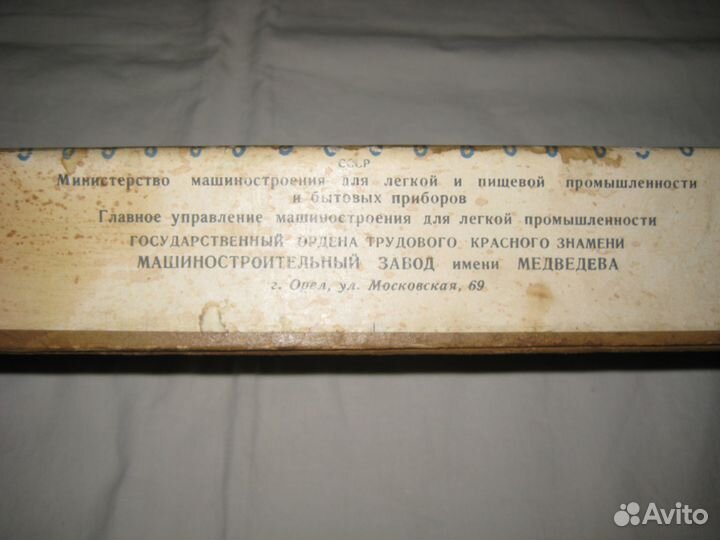 СССР
Министерство машиностроения для легкой и пищевой промышленности
и бытовых приборов
Главное управление машиностроения для легкой промышленности
ГОСУДАРСТВЕННЫЙ ОРДЕНА ТРУДОВОГО КРАСНОГО ЗНАМЕНИ
МАШИНОСТРОИТЕЛЬНЫЙ ЗАВОД имени МЕДВЕДЕВА
г. Орел, ул. Московская, 69
Avito